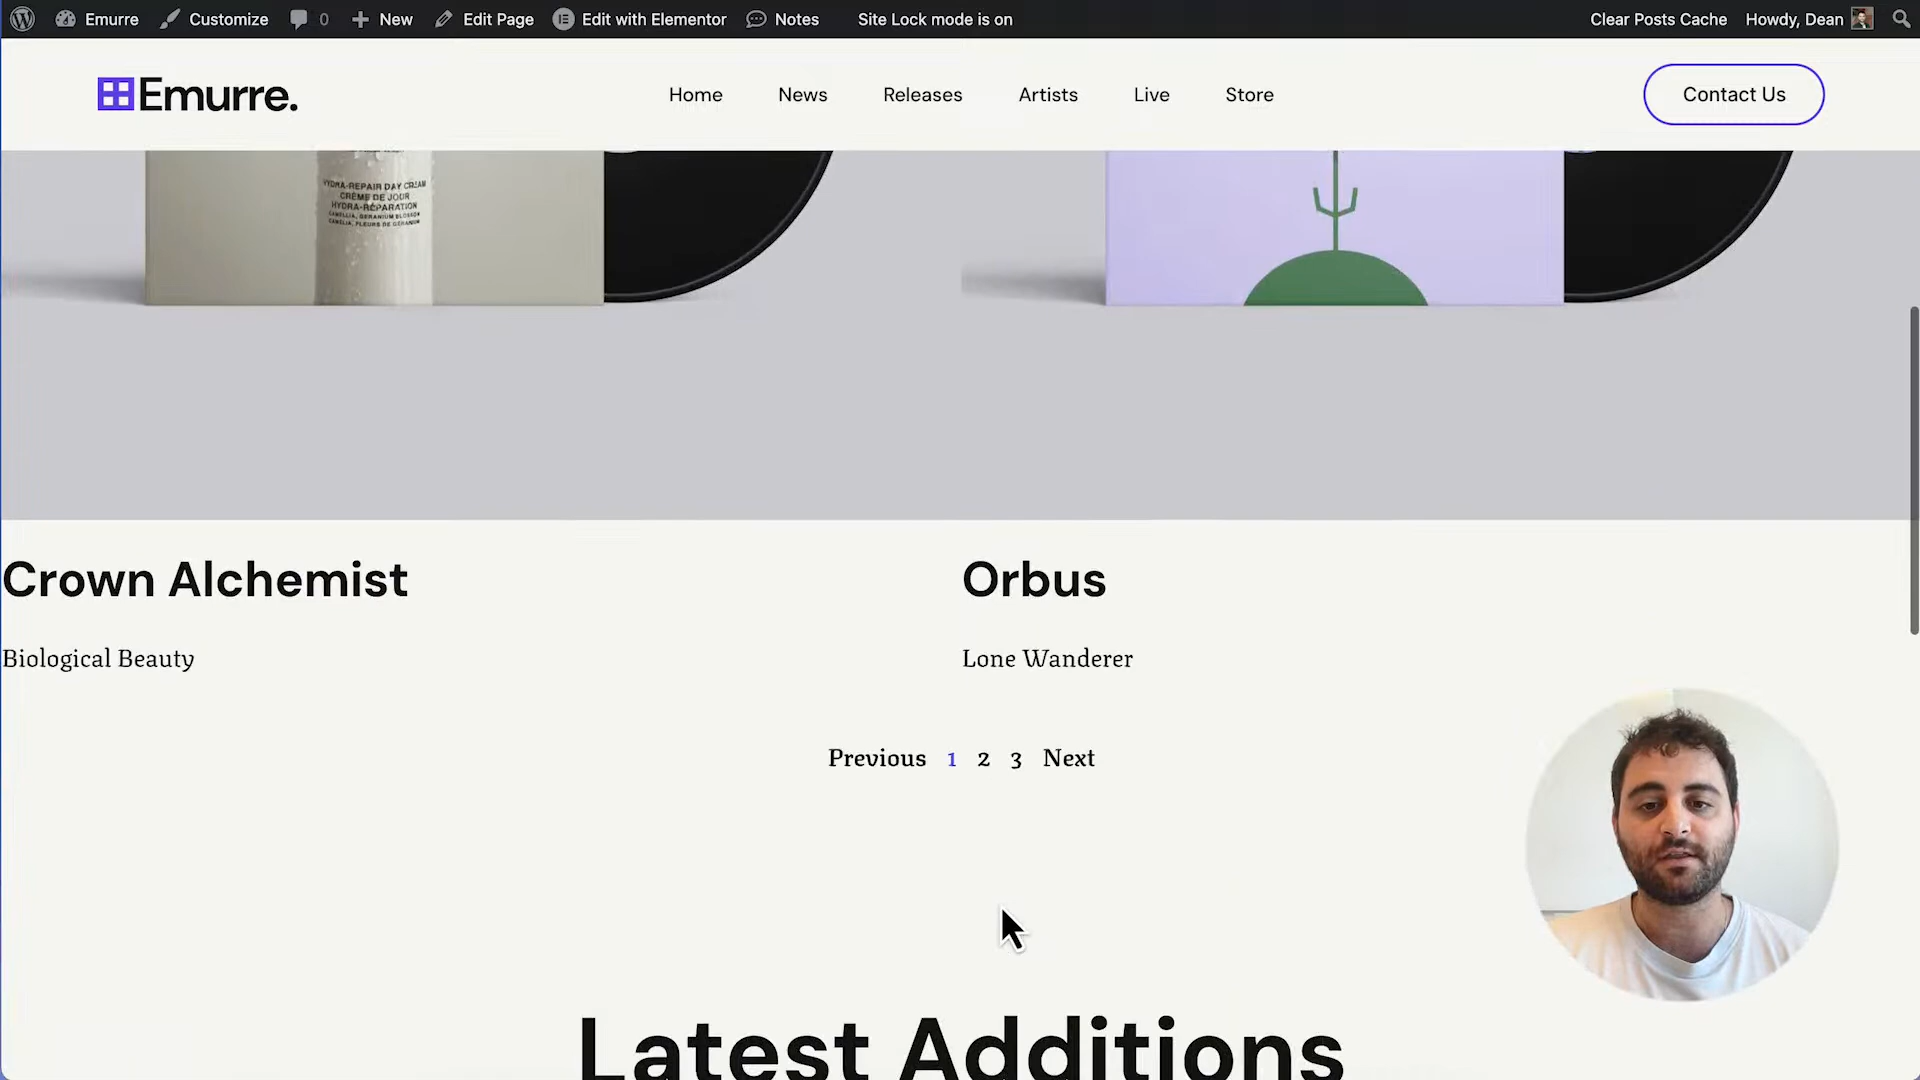 Emurre Customize 0 New Edit Page Edit with Elementor Notes Site Lock mode is on Clear Posts Cache Howdy, Dean
Emurre. Home News Releases Artists Live Store Contact Us
HYDRA-REPAIR DAY CREAM
CRÈME DE JOUR
HYDRA-RÉPARATION
CAMELLIA, GERANIUM BLOSSOM
CAMELIA, FLEURS DE GERANIUM
Crown Alchemist
Orbus
Biological Beauty
Lone Wanderer
Previous 1 2 3 Next
Latest Additions